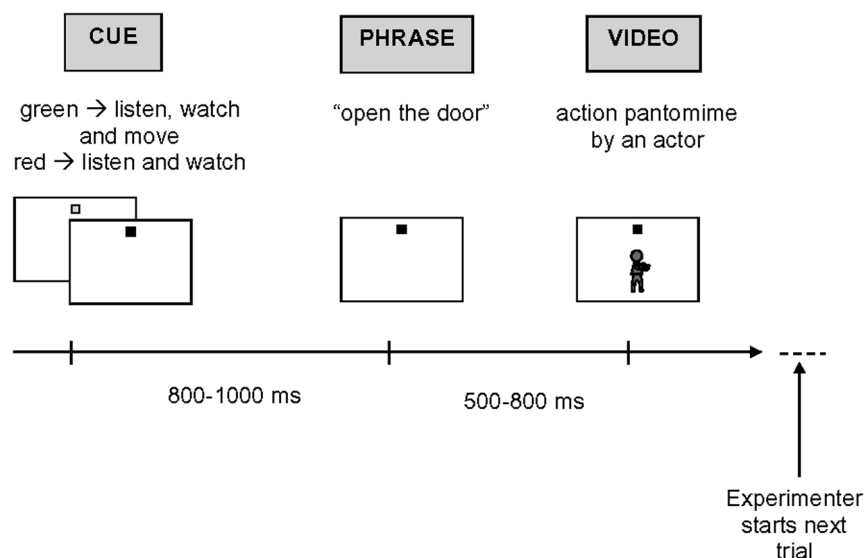 CUE
PHRASE
VIDEO
green → listen, watch
and move
red → listen and watch
“open the door”
action pantomime
by an actor
800-1000 ms
500-800 ms
Experimenter
starts next
trial